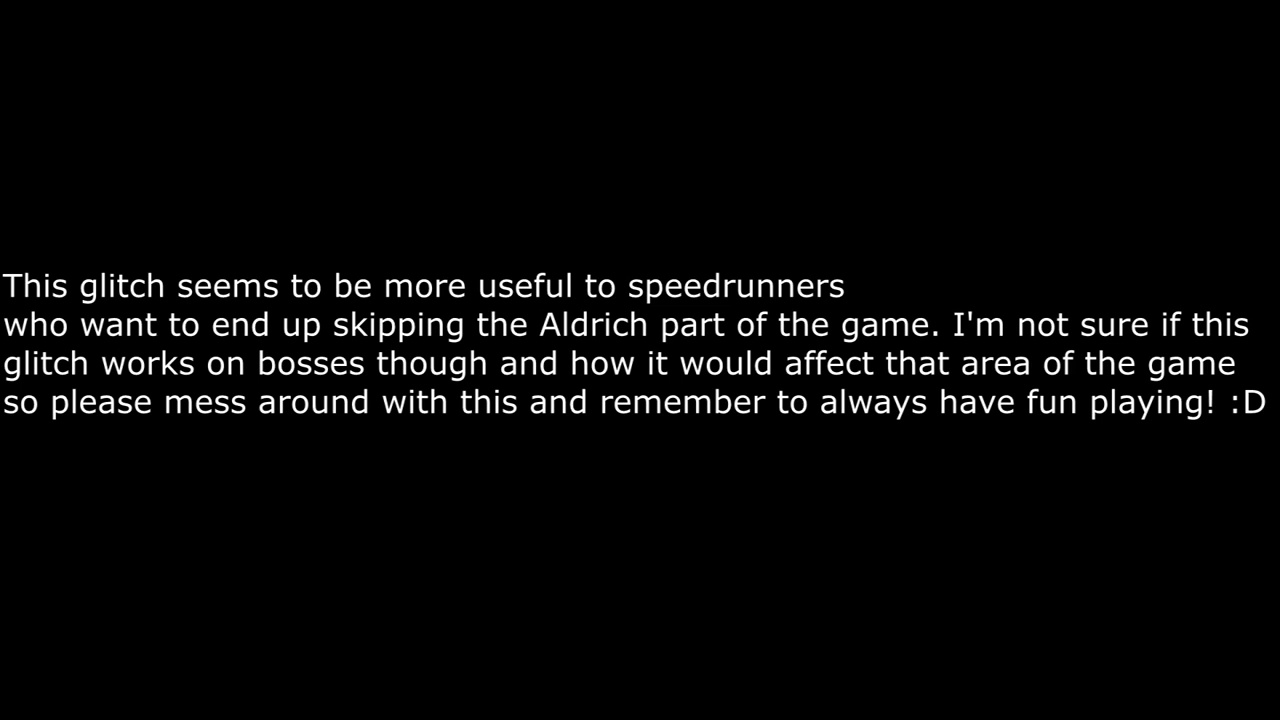 This glitch seems to be more useful to speedrunners
who want to end up skipping the Aldrich part of the game. I'm not sure if this
glitch works on bosses though and how it would affect that area of the game
so please mess around with this and remember to always have fun playing! :D